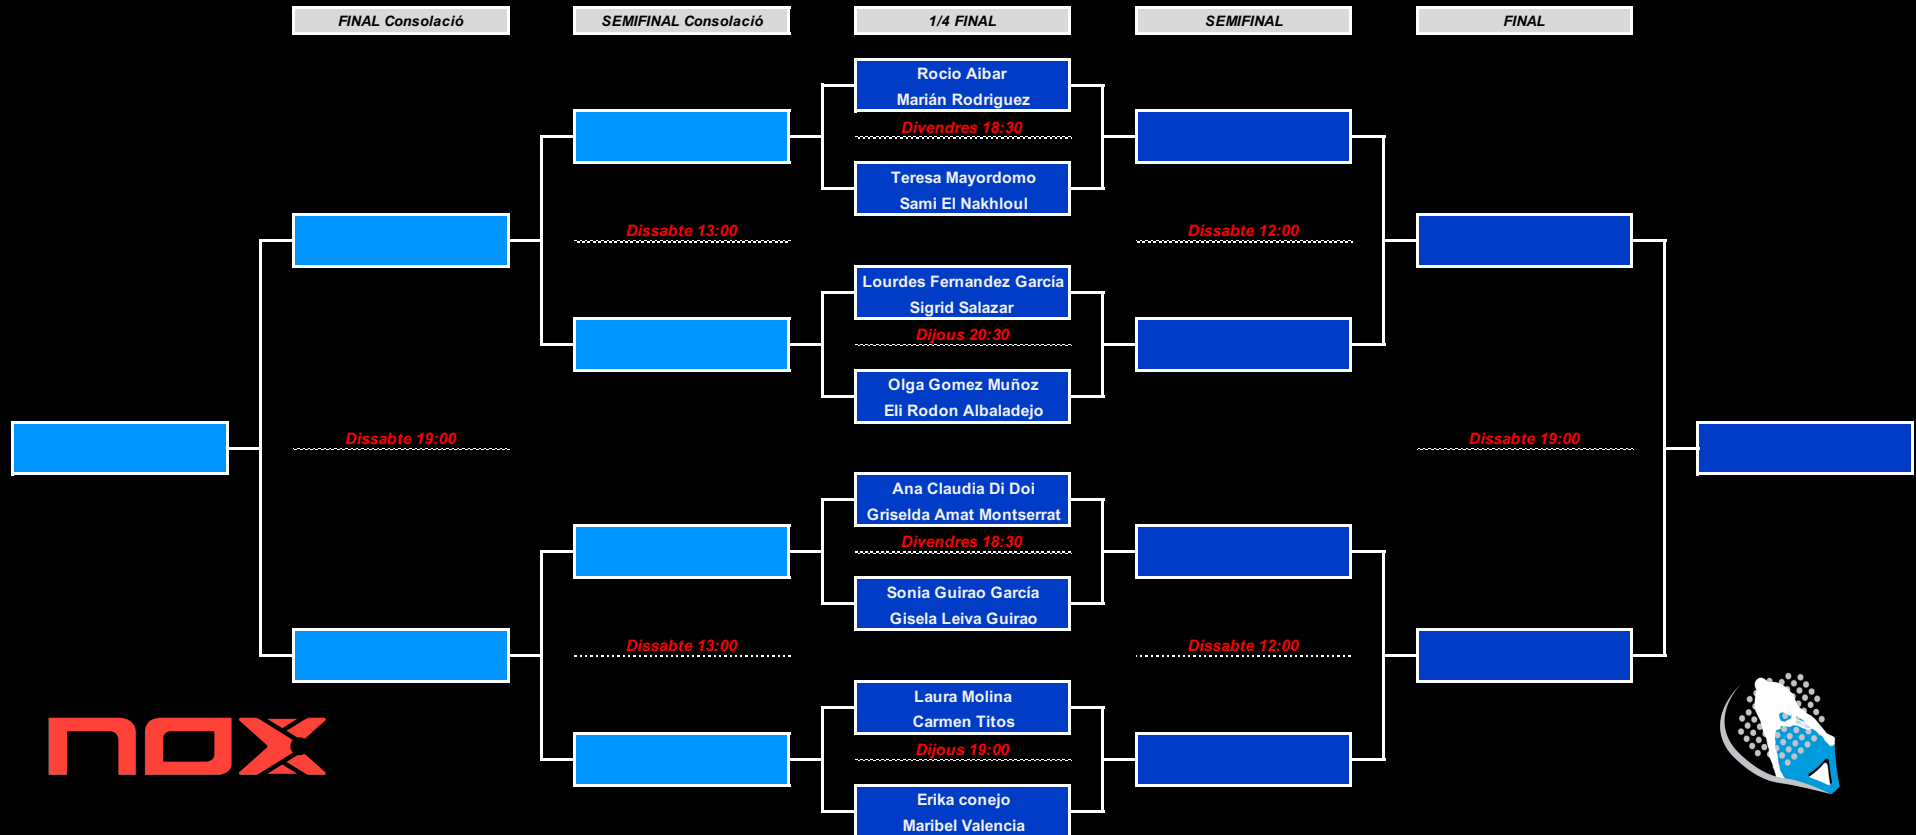 FINAL Consolació
SEMIFINAL Consolació
1/4 FINAL
SEMIFINAL
FINAL
Rocio Aibar
Marián Rodriguez
Divendres 18:30
Teresa Mayordomo
Sami El Nakhloul
Dissabte 13:00
Dissabte 12:00
Lourdes Fernandez García
Sigrid Salazar
Dijous 20:30
Olga Gomez Muñoz
Eli Rodon Albaladejo
Dissabte 19:00
Dissabte 19:00
Ana Claudia Di Doi
Griselda Amat Montserrat
Divendres 18:30
Sonia Guirao García
Gisela Leiva Guirao
Dissabte 13:00
Dissabte 12:00
Laura Molina
Carmen Titos
Dijous 19:00
Erika conejo
Maribel Valencia
nox